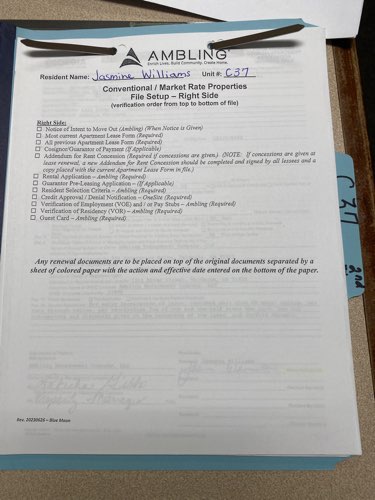 AMBLING
Enrich Lives. Build Community. Create Home.
Resident Name: Jasmine Williams Unit #: C37
Conventional / Market Rate Properties
File Setup – Right Side
(verification order from top to bottom of file)
Right Side:
☐ Notice of Intent to Move Out (Ambling) (When Notice is Given)
☐ Most current Apartment Lease Form (Required)
☐ All previous Apartment Lease Form (Required)
☐ Cosignor/Guarantor of Payment (If Applicable)
☐ Addendum for Rent Concession (Required if concessions are given.) (NOTE: If concessions are given at
lease renewal, a new Addendum for Rent Concession should be completed and signed by all lessees and a
copy placed with the current Apartment Lease Form in file.)
☐ Rental Application – Ambling (Required)
☐ Guarantor Pre-Leasing Application – (If Applicable)
☐ Resident Selection Criteria – Ambling (Required)
☐ Credit Approval / Denial Notification – OneSite (Required)
☐ Verification of Employment (VOE) and / or Pay Stubs – Ambling (Required)
☐ Verification of Residency (VOR) – Ambling (Required)
☐ Guest Card – Ambling (Required)
Any renewal documents are to be placed on top of the original documents separated by a
sheet of colored paper with the action and effective date entered on the bottom of the paper.
Rev. 20230525 – Blue Moon
C37
2nd